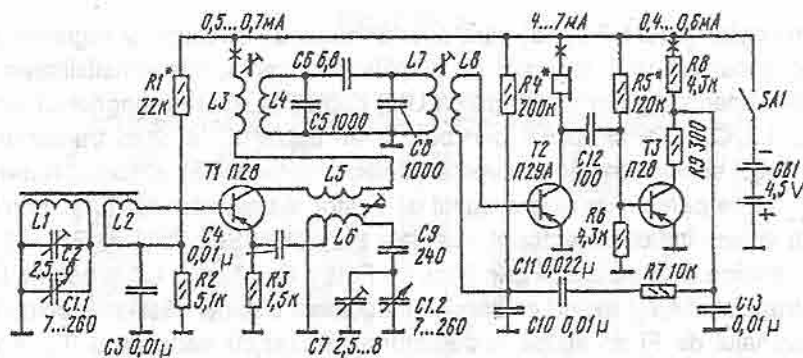 0,5...0,7мА
4...7мА
0,4...0,6мА
C6 6,8
L7
L8
R1*
22к
L3
L4
C5 1000
C8
1000
R4*
200к
R5*
120к
R8
4,3к
SA1
T1 П28
L5
L6
T2
П29А
C12
100
T3
П28
R9 300
GB1
4,5V
L1
L2
C4
0,01μ
C2
2,5...8
C9
240
R6
4,3к
C11 0,022μ
R7 10к
R2
5,1к
R3
1,5к
C1.1
7...260
C3 0,01μ
C7 2,5...8
C1.2
7...260
C10 0,01μ
C13
0,01μ